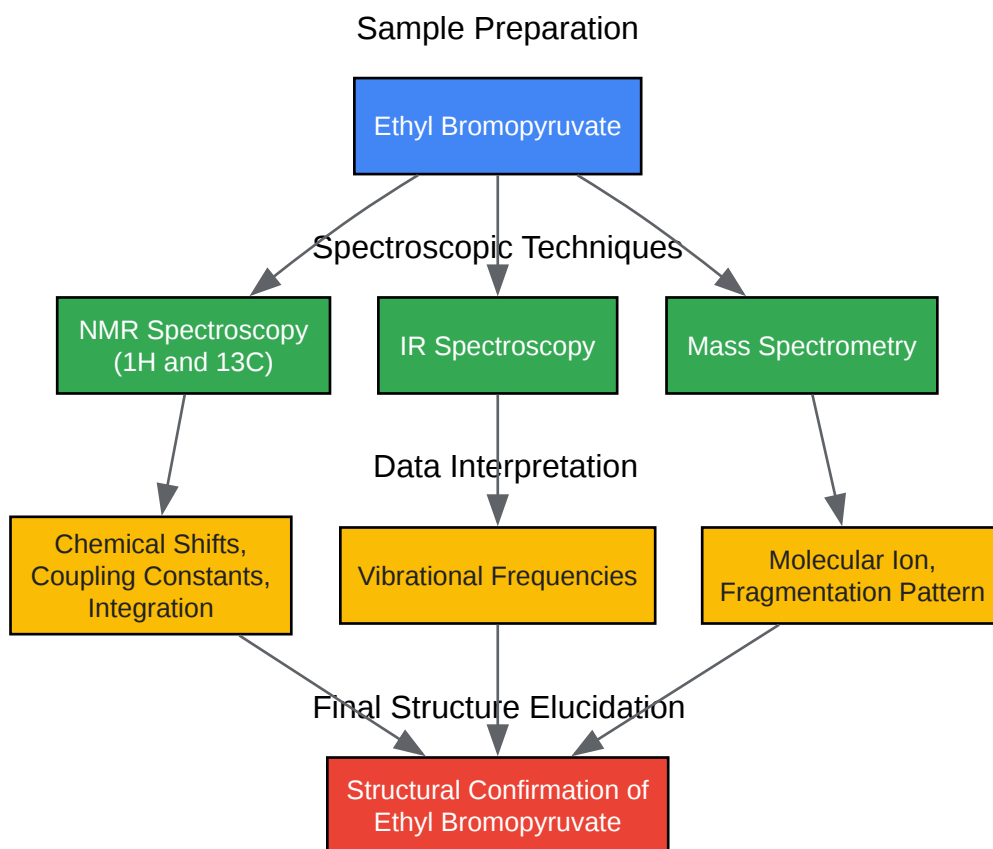 Sample Preparation
Ethyl Bromopyruvate
Spectroscopic Techniques
NMR Spectroscopy
(1H and 13C)
IR Spectroscopy
Mass Spectrometry
Data Interpretation
Chemical Shifts,
Coupling Constants,
Integration
Vibrational Frequencies
Molecular Ion,
Fragmentation Pattern
Final Structure Elucidation
Structural Confirmation of
Ethyl Bromopyruvate